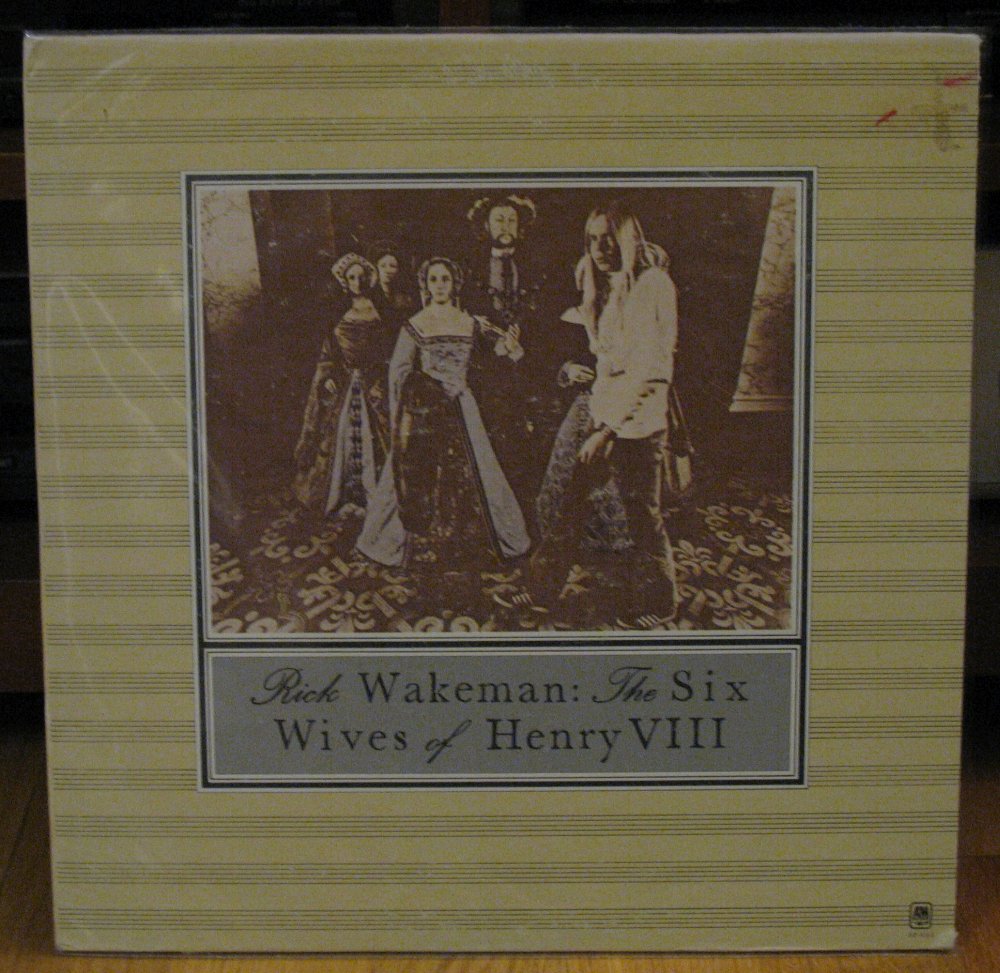 Rick Wakeman: The Six
Wives of Henry VIII
A&M